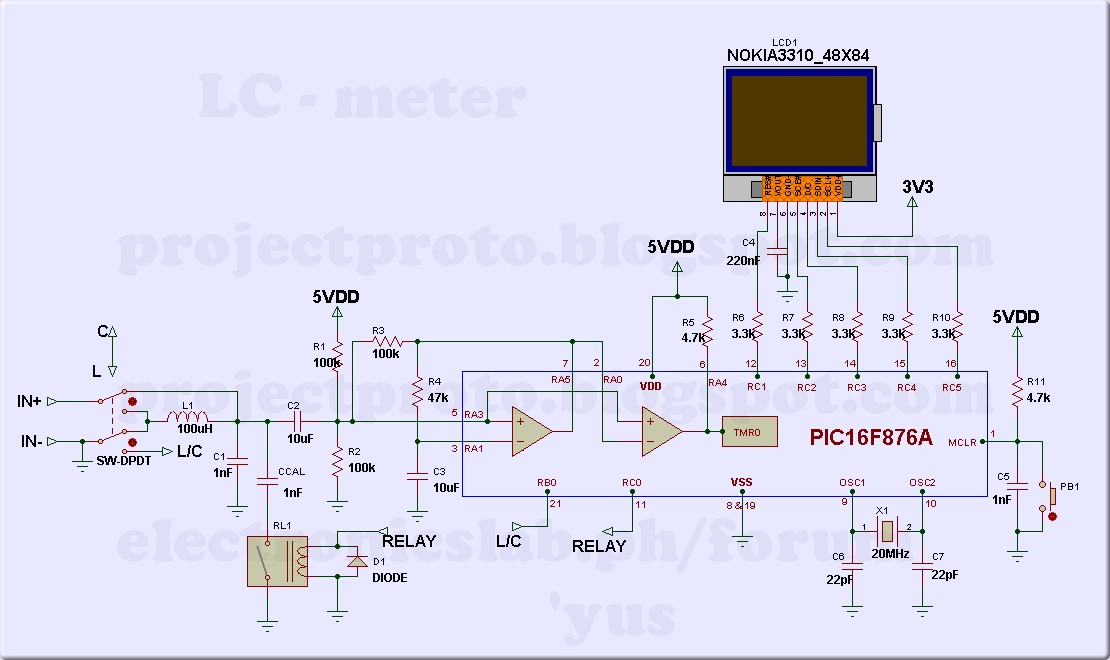 LCD1
NOKIA3310_48X84
LC - meter
RES
VOUT
GND
SCE
D/C
SDIN
SCLK
VDD
8
7
6
5
4
3
2
1
3V3
projectproto.blogspot.com
C4
220nF
5VDD
5VDD
R1
100k
R3
100k
R5
4.7k
R6
3.3k
R7
3.3k
R8
3.3k
R9
3.3k
R10
3.3k
5VDD
C
L
7
2
20
6
12
13
14
15
16
RA5
RA0
VDD
RA4
RC1
RC2
RC3
RC4
RC5
R4
47k
R11
4.7k
projectproto.blogspot.com
IN+
L1
100uH
C2
10uF
5
RA3
3
RA1
TMR0
PIC16F876A
MCLR
1
IN-
SW-DPDT
L/C
C1
1nF
R2
100k
CCAL
1nF
C3
10uF
RB0
21
RC0
11
VSS
8 & 19
OSC1
9
OSC2
10
C5
1nF
PB1
RL1
RELAY
L/C
RELAY
X1
1
2
20MHz
electronicslab.ph/forum
D1
DIODE
C6
22pF
C7
22pF
'yus